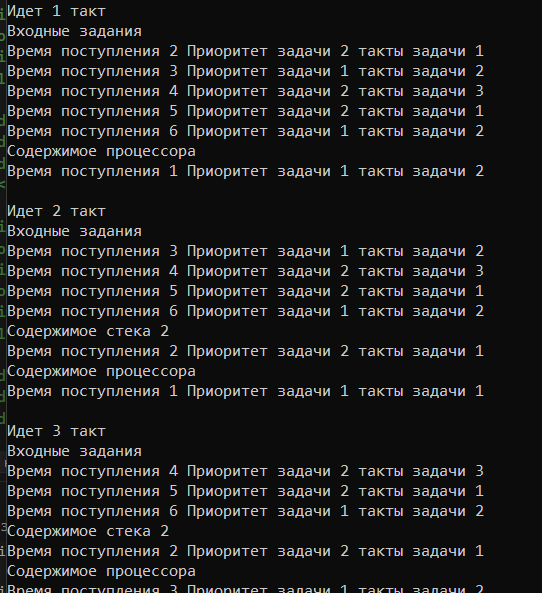 Идет 1 такт
Входные задания
Время поступления 2 Приоритет задачи 2 такты задачи 1
Время поступления 3 Приоритет задачи 1 такты задачи 2
Время поступления 4 Приоритет задачи 2 такты задачи 3
Время поступления 5 Приоритет задачи 2 такты задачи 1
Время поступления 6 Приоритет задачи 1 такты задачи 2
Содержимое процессора
Время поступления 1 Приоритет задачи 1 такты задачи 2
Идет 2 такт
Входные задания
Время поступления 3 Приоритет задачи 1 такты задачи 2
Время поступления 4 Приоритет задачи 2 такты задачи 3
Время поступления 5 Приоритет задачи 2 такты задачи 1
Время поступления 6 Приоритет задачи 1 такты задачи 2
Содержимое стека 2
Время поступления 2 Приоритет задачи 2 такты задачи 1
Содержимое процессора
Время поступления 1 Приоритет задачи 1 такты задачи 1
Идет 3 такт
Входные задания
Время поступления 4 Приоритет задачи 2 такты задачи 3
Время поступления 5 Приоритет задачи 2 такты задачи 1
Время поступления 6 Приоритет задачи 1 такты задачи 2
Содержимое стека 2
Время поступления 2 Приоритет задачи 2 такты задачи 1
Содержимое процессора
Время поступления 3 Приоритет задачи 1 такты задачи 2